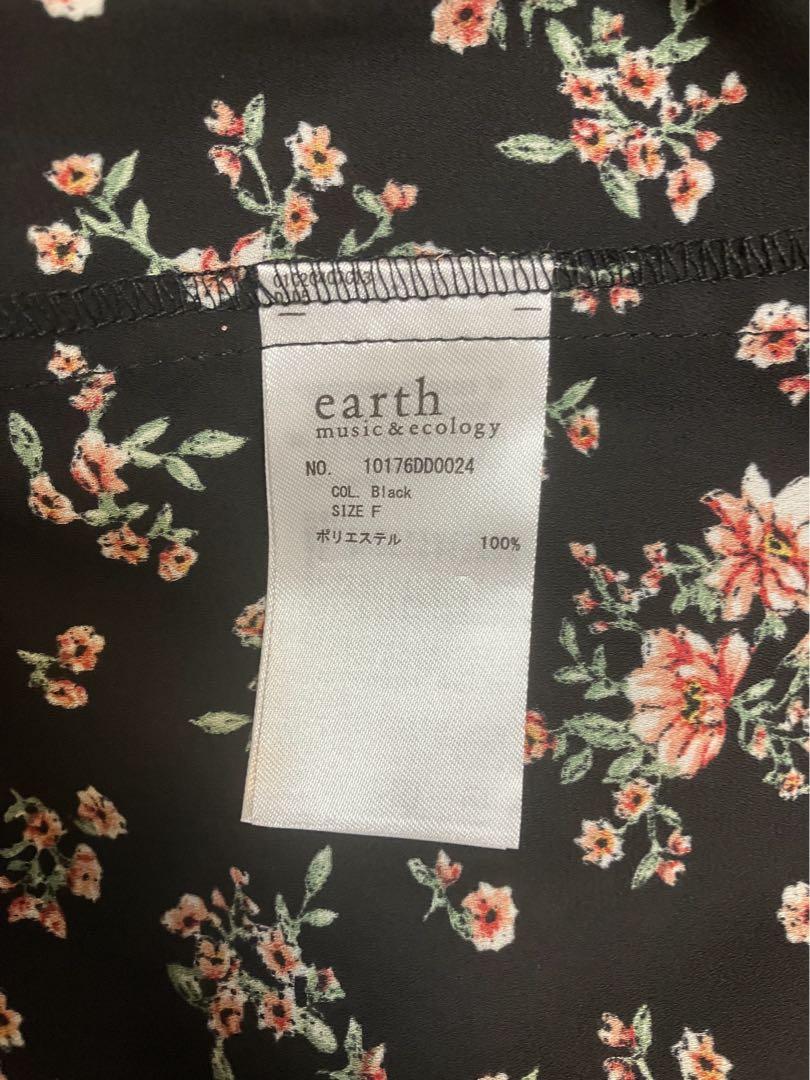 earth
music & ecology
NO. 10176DD0024
COL. Black
SIZE F
ポリエステル 100%